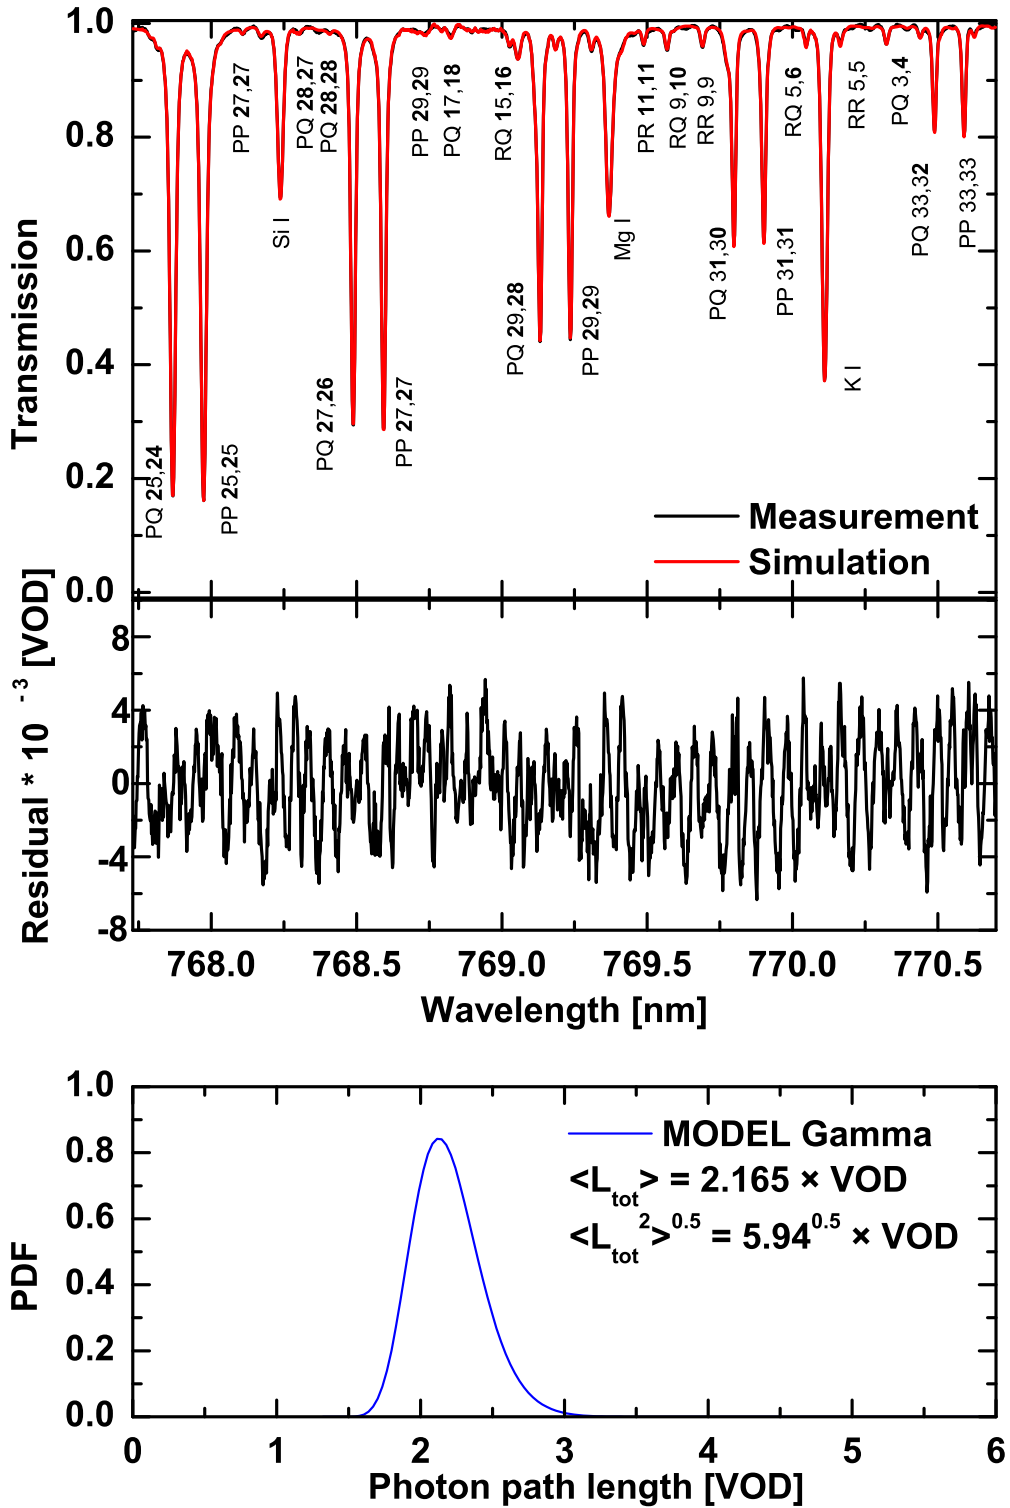 1.0
0.8
0.6
0.4
0.2
0.0
Transmission
PQ 25,24
PP 25,25
PP 27,27
Si I
PQ 28,27
PQ 28,28
PQ 27,26
PP 27,27
PP 29,29
PQ 17,18
RQ 15,16
PQ 29,28
PP 29,29
Mg I
PR 11,11
RQ 9,10
RR 9,9
PQ 31,30
PP 31,31
RQ 5,6
K I
RR 5,5
PQ 3,4
PQ 33,32
PP 33,33
Measurement
Simulation
8
4
0
-4
-8
Residual * 10 -3 [VOD]
768.0 768.5 769.0 769.5 770.0 770.5
Wavelength [nm]
1.0
0.8
0.6
0.4
0.2
0.0
PDF
MODEL Gamma
<Ltot> = 2.165 × VOD
<Ltot2>0.5 = 5.940.5 × VOD
0 1 2 3 4 5 6
Photon path length [VOD]